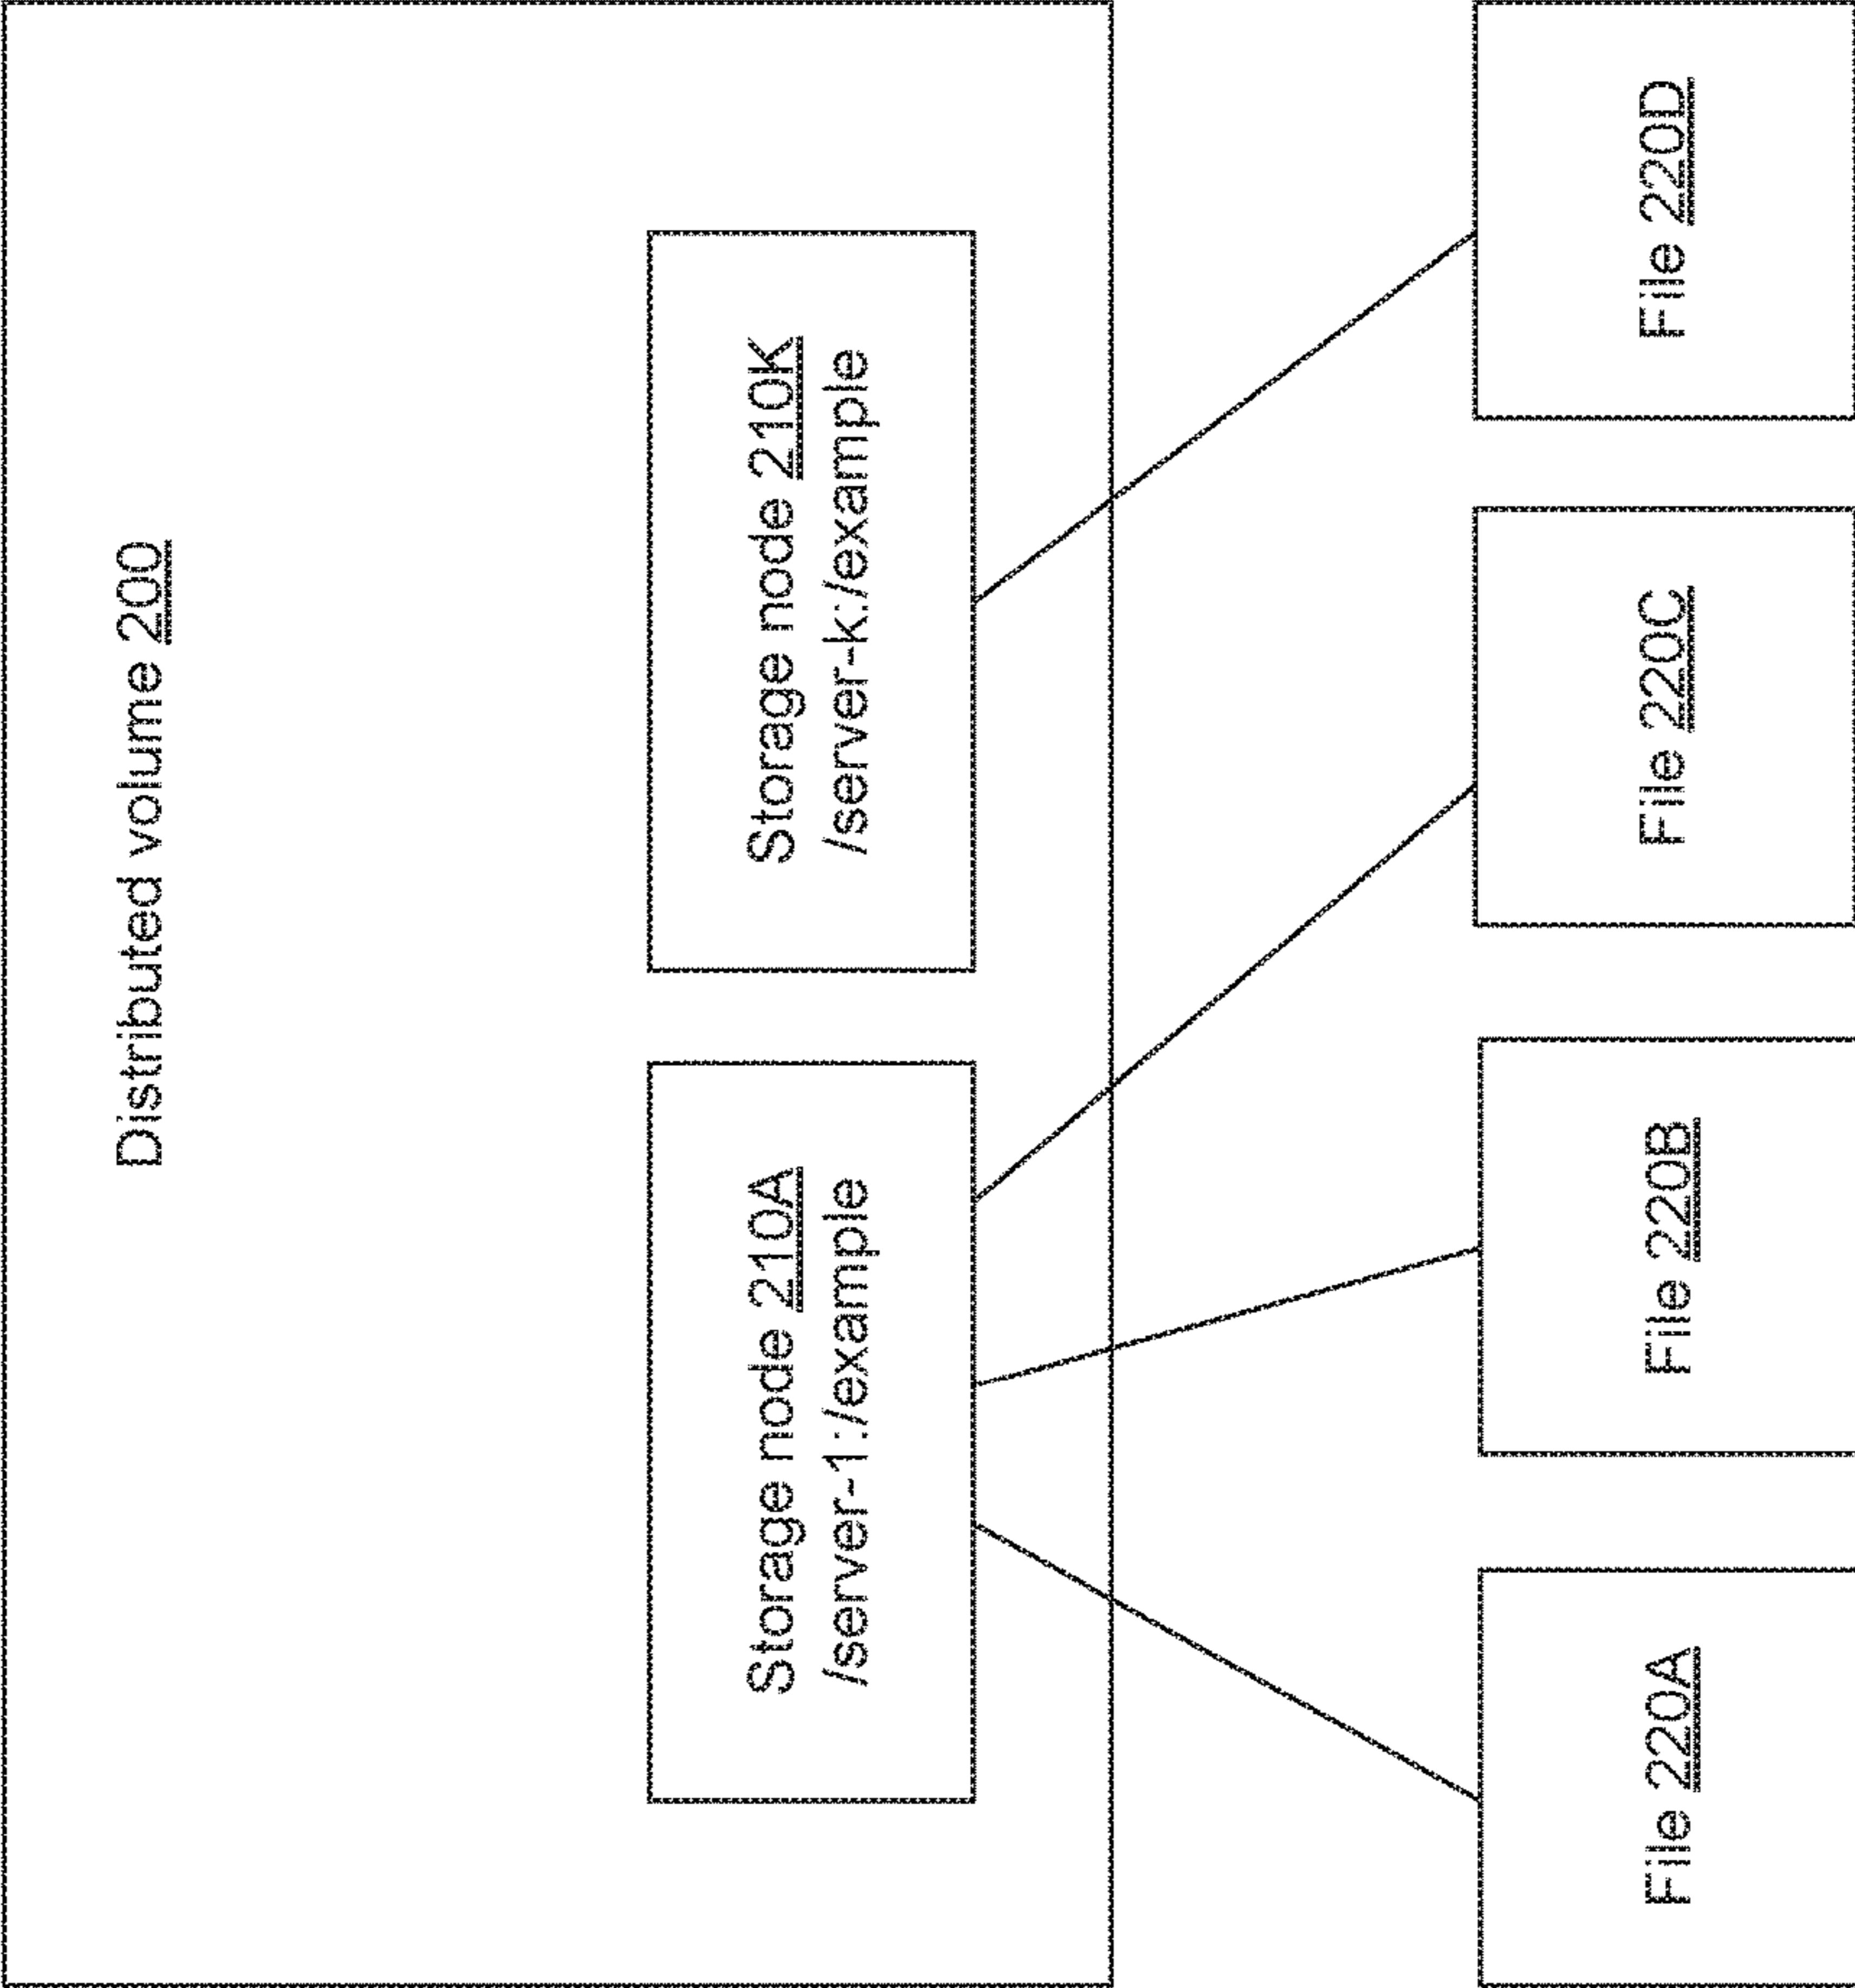 Distributed volume 200
Storage node 210A
/server-1:/example
Storage node 210K
/server-k:/example
File 220A
File 220B
File 220C
File 220D